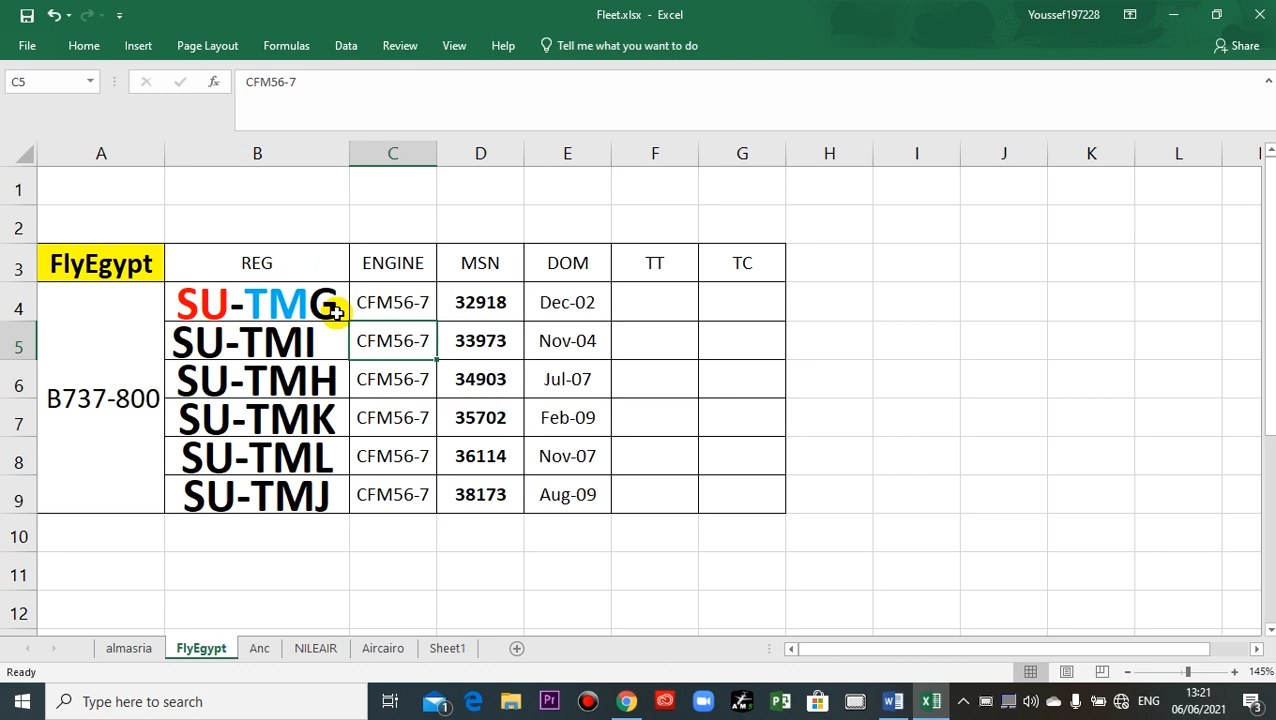 Fleet.xlsx - Excel
Youssef197228
File Home Insert Page Layout Formulas Data Review View Help Tell me what you want to do Share
C5 fx CFM56-7
A B C D E F G H I J K L
1
2
3 FlyEgypt REG ENGINE MSN DOM TT TC
4 SU-TMG CFM56-7 32918 Dec-02
5 SU-TMI CFM56-7 33973 Nov-04
6 SU-TMH CFM56-7 34903 Jul-07
B737-800
7 SU-TMK CFM56-7 35702 Feb-09
8 SU-TML CFM56-7 36114 Nov-07
9 SU-TMJ CFM56-7 38173 Aug-09
10
11
12
almasria FlyEgypt Anc NILEAIR Aircairo Sheet1
Ready 145%
Type here to search ENG 13:21
06/06/2021